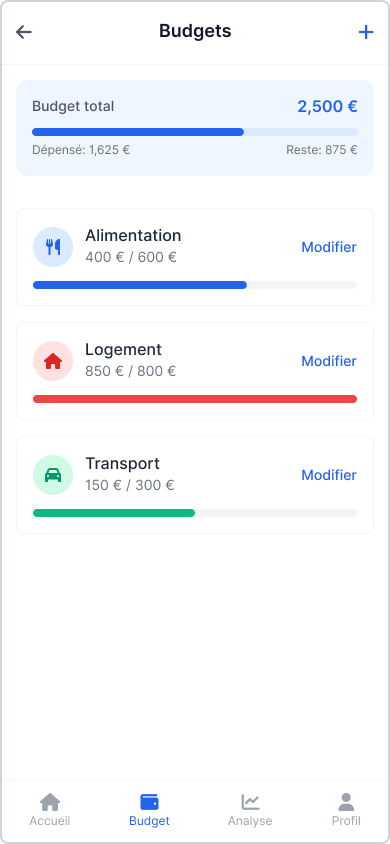 Budgets
Budget total
2,500 €
Dépensé: 1,625 €
Reste: 875 €
Alimentation
400 € / 600 €
Modifier
Logement
850 € / 800 €
Modifier
Transport
150 € / 300 €
Modifier
Accueil
Budget
Analyse
Profil